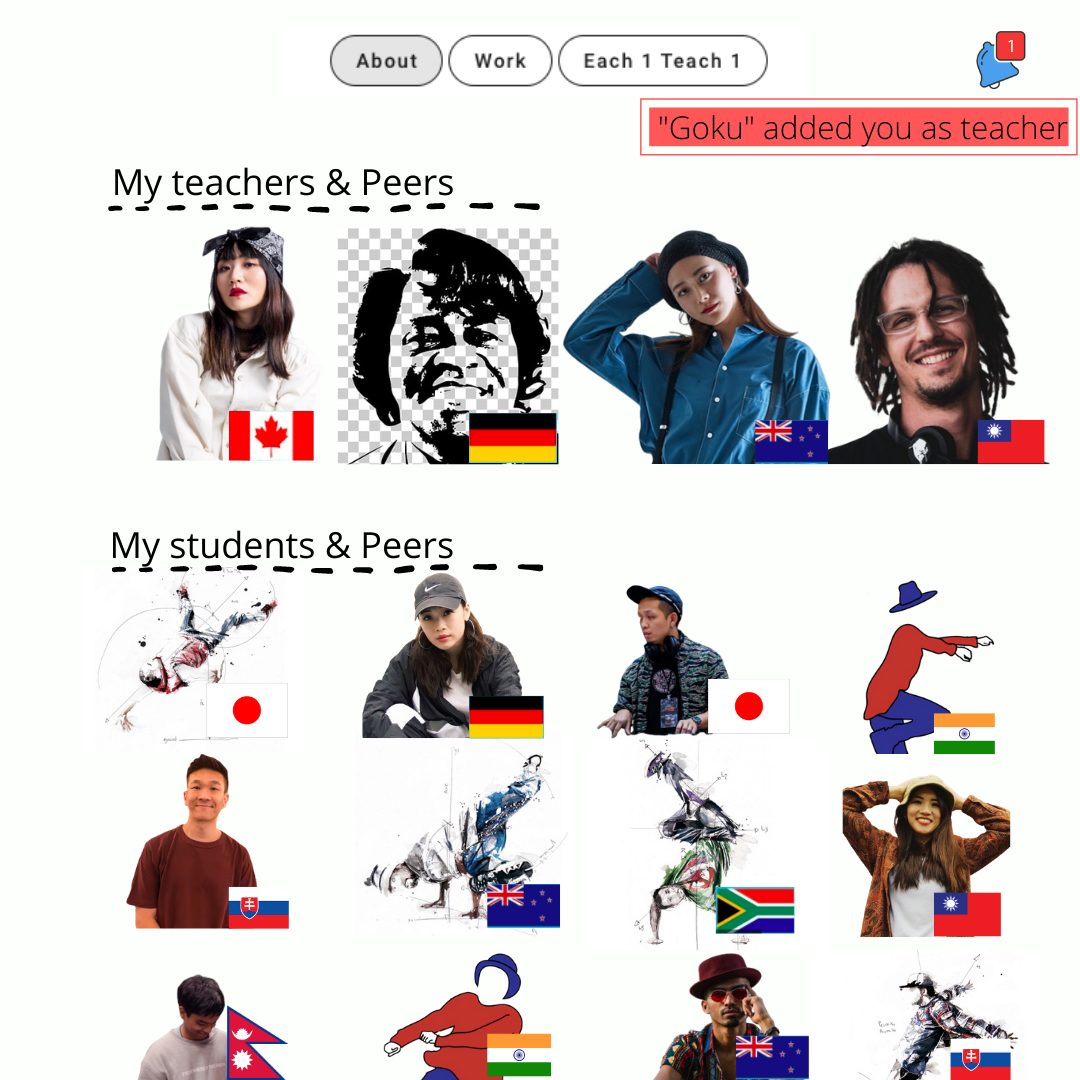 About
Work
Each 1 Teach 1
1
"Goku" added you as teacher
My teachers & Peers
My students & Peers